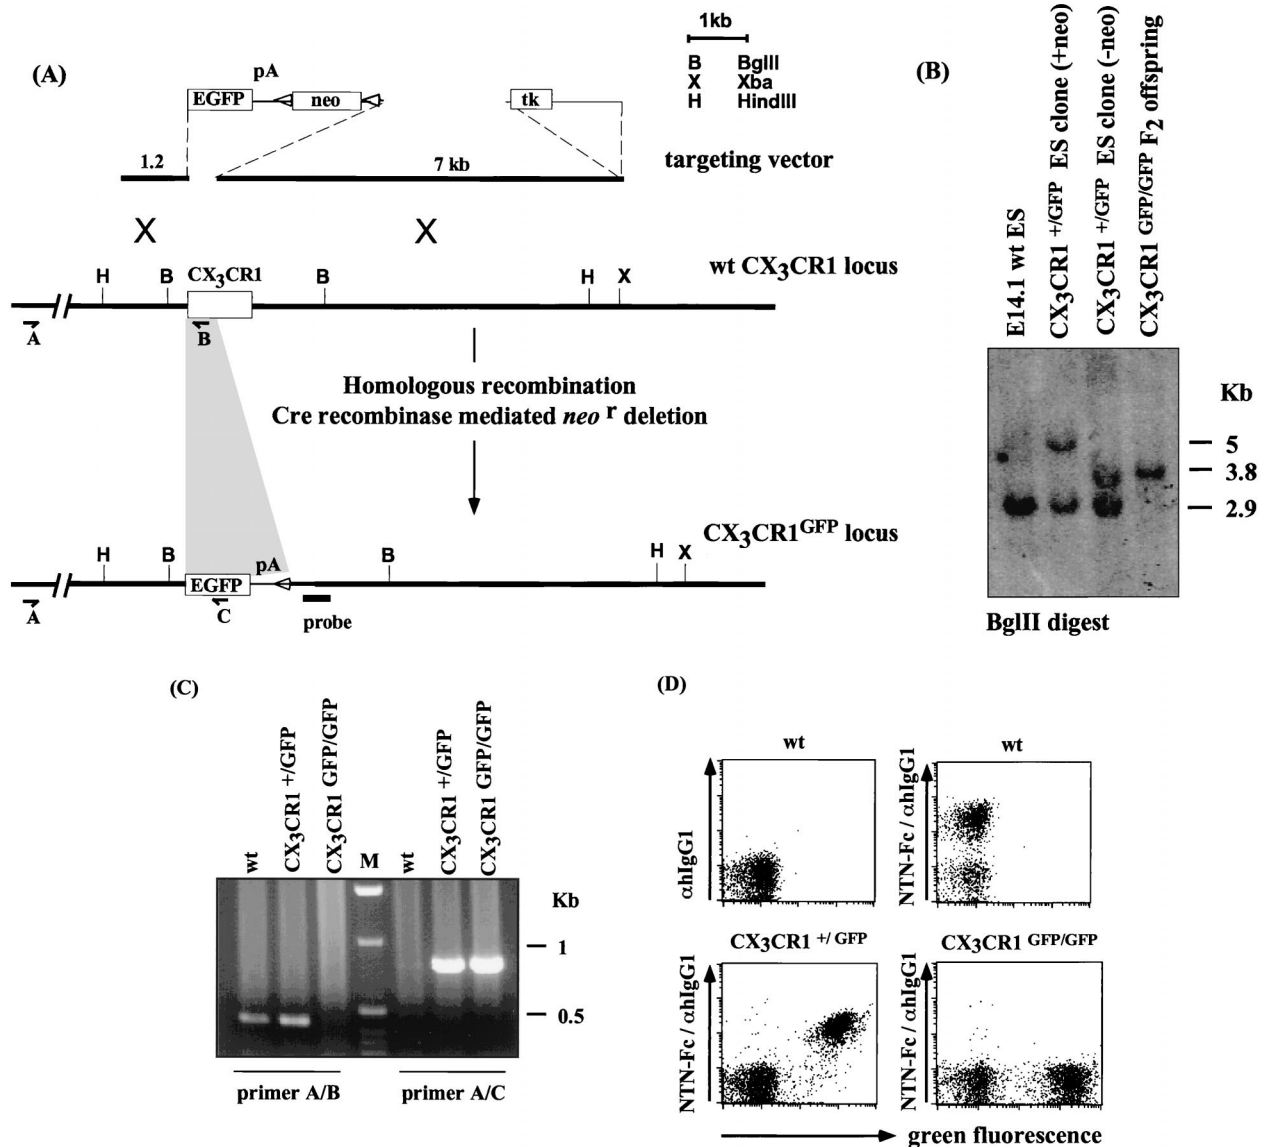 (A)
1kb
B BglII
X Xba
H HindIII
pA
EGFP
neo
tk
1.2
7 kb
targeting vector
X X
H B CX3CR1 B H X
wt CX3CR1 locus
A B
Homologous recombination
Cre recombinase mediated neo r deletion
CX3CR1GFP locus
H B pA B H X
EGFP
A C probe
(B)
E14.1 wt ES
CX3CR1 +/GFP ES clone (+neo)
CX3CR1 +/GFP ES clone (-neo)
CX3CR1 GFP/GFP F2 offspring
Kb
5
3.8
2.9
BglII digest
(C)
wt
CX3CR1 +/GFP
CX3CR1 GFP/GFP
M
wt
CX3CR1 +/GFP
CX3CR1 GFP/GFP
Kb
1
0.5
primer A/B
primer A/C
(D)
wt
wt
αhIgG1
NTN-Fc / αhIgG1
CX3CR1 +/GFP
CX3CR1 GFP/GFP
NTN-Fc / αhIgG1
NTN-Fc / αhIgG1
green fluorescence